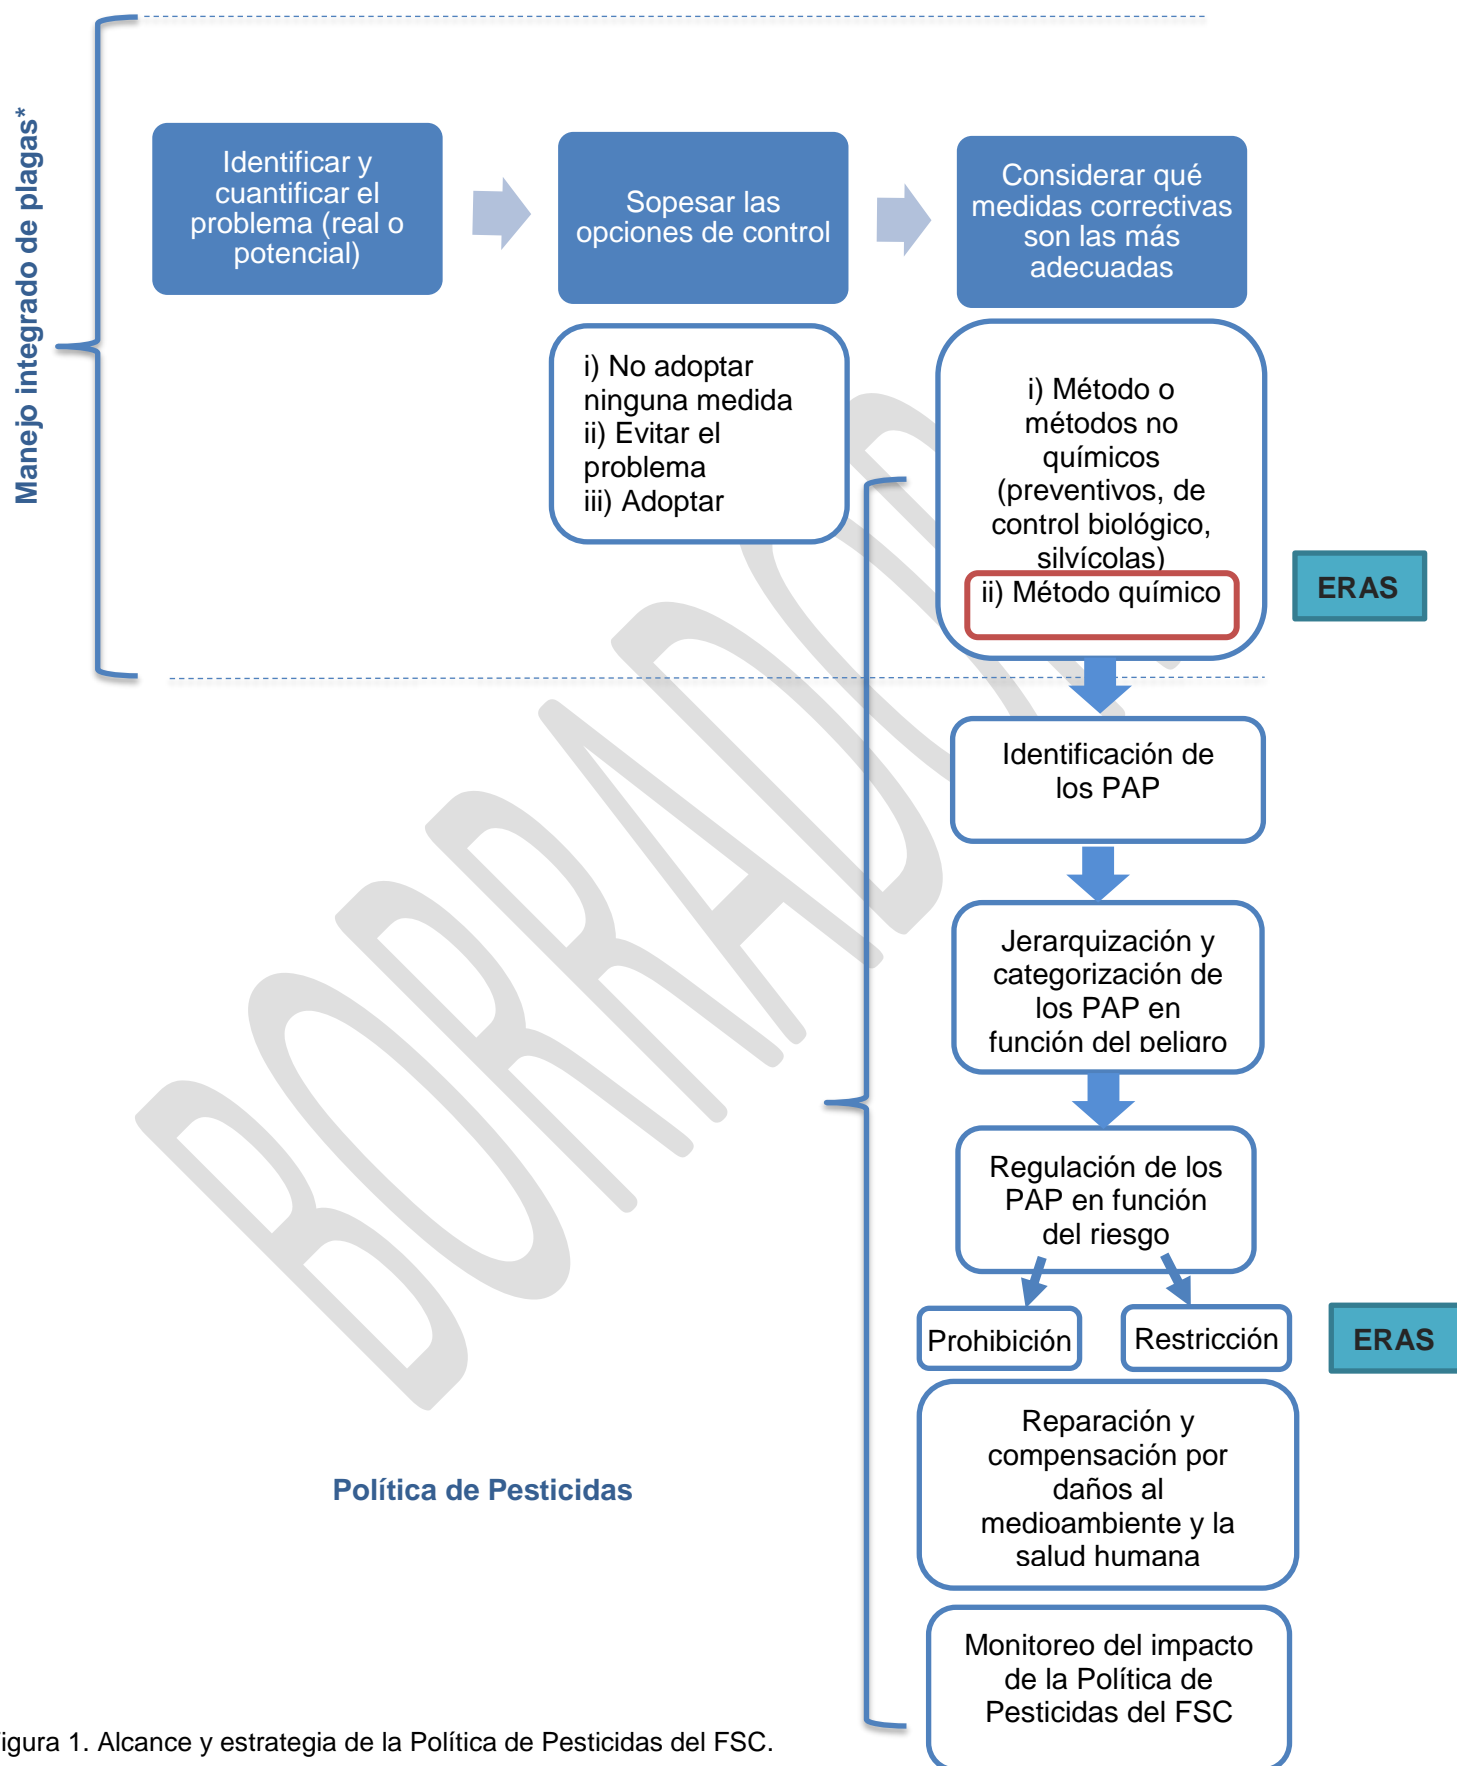 Manejo integrado de plagas*
Identificar y
cuantificar el
problema (real o
potencial)
Sopesar las
opciones de control
Considerar qué
medidas correctivas
son las más
adecuadas
i) No adoptar
ninguna medida
ii) Evitar el
problema
iii) Adoptar
i) Método o
métodos no
químicos
(preventivos, de
control biológico,
silvícolas)
ii) Método químico
ERAS
Identificación de
los PAP
Jerarquización y
categorización de
los PAP en
función del peligro
Regulación de los
PAP en función
del riesgo
Prohibición
Restricción
ERAS
Reparación y
compensación por
daños al
medioambiente y la
salud humana
Política de Pesticidas
Monitoreo del impacto
de la Política de
Pesticidas del FSC
igura 1. Alcance y estrategia de la Política de Pesticidas del FSC.
BORRADOR